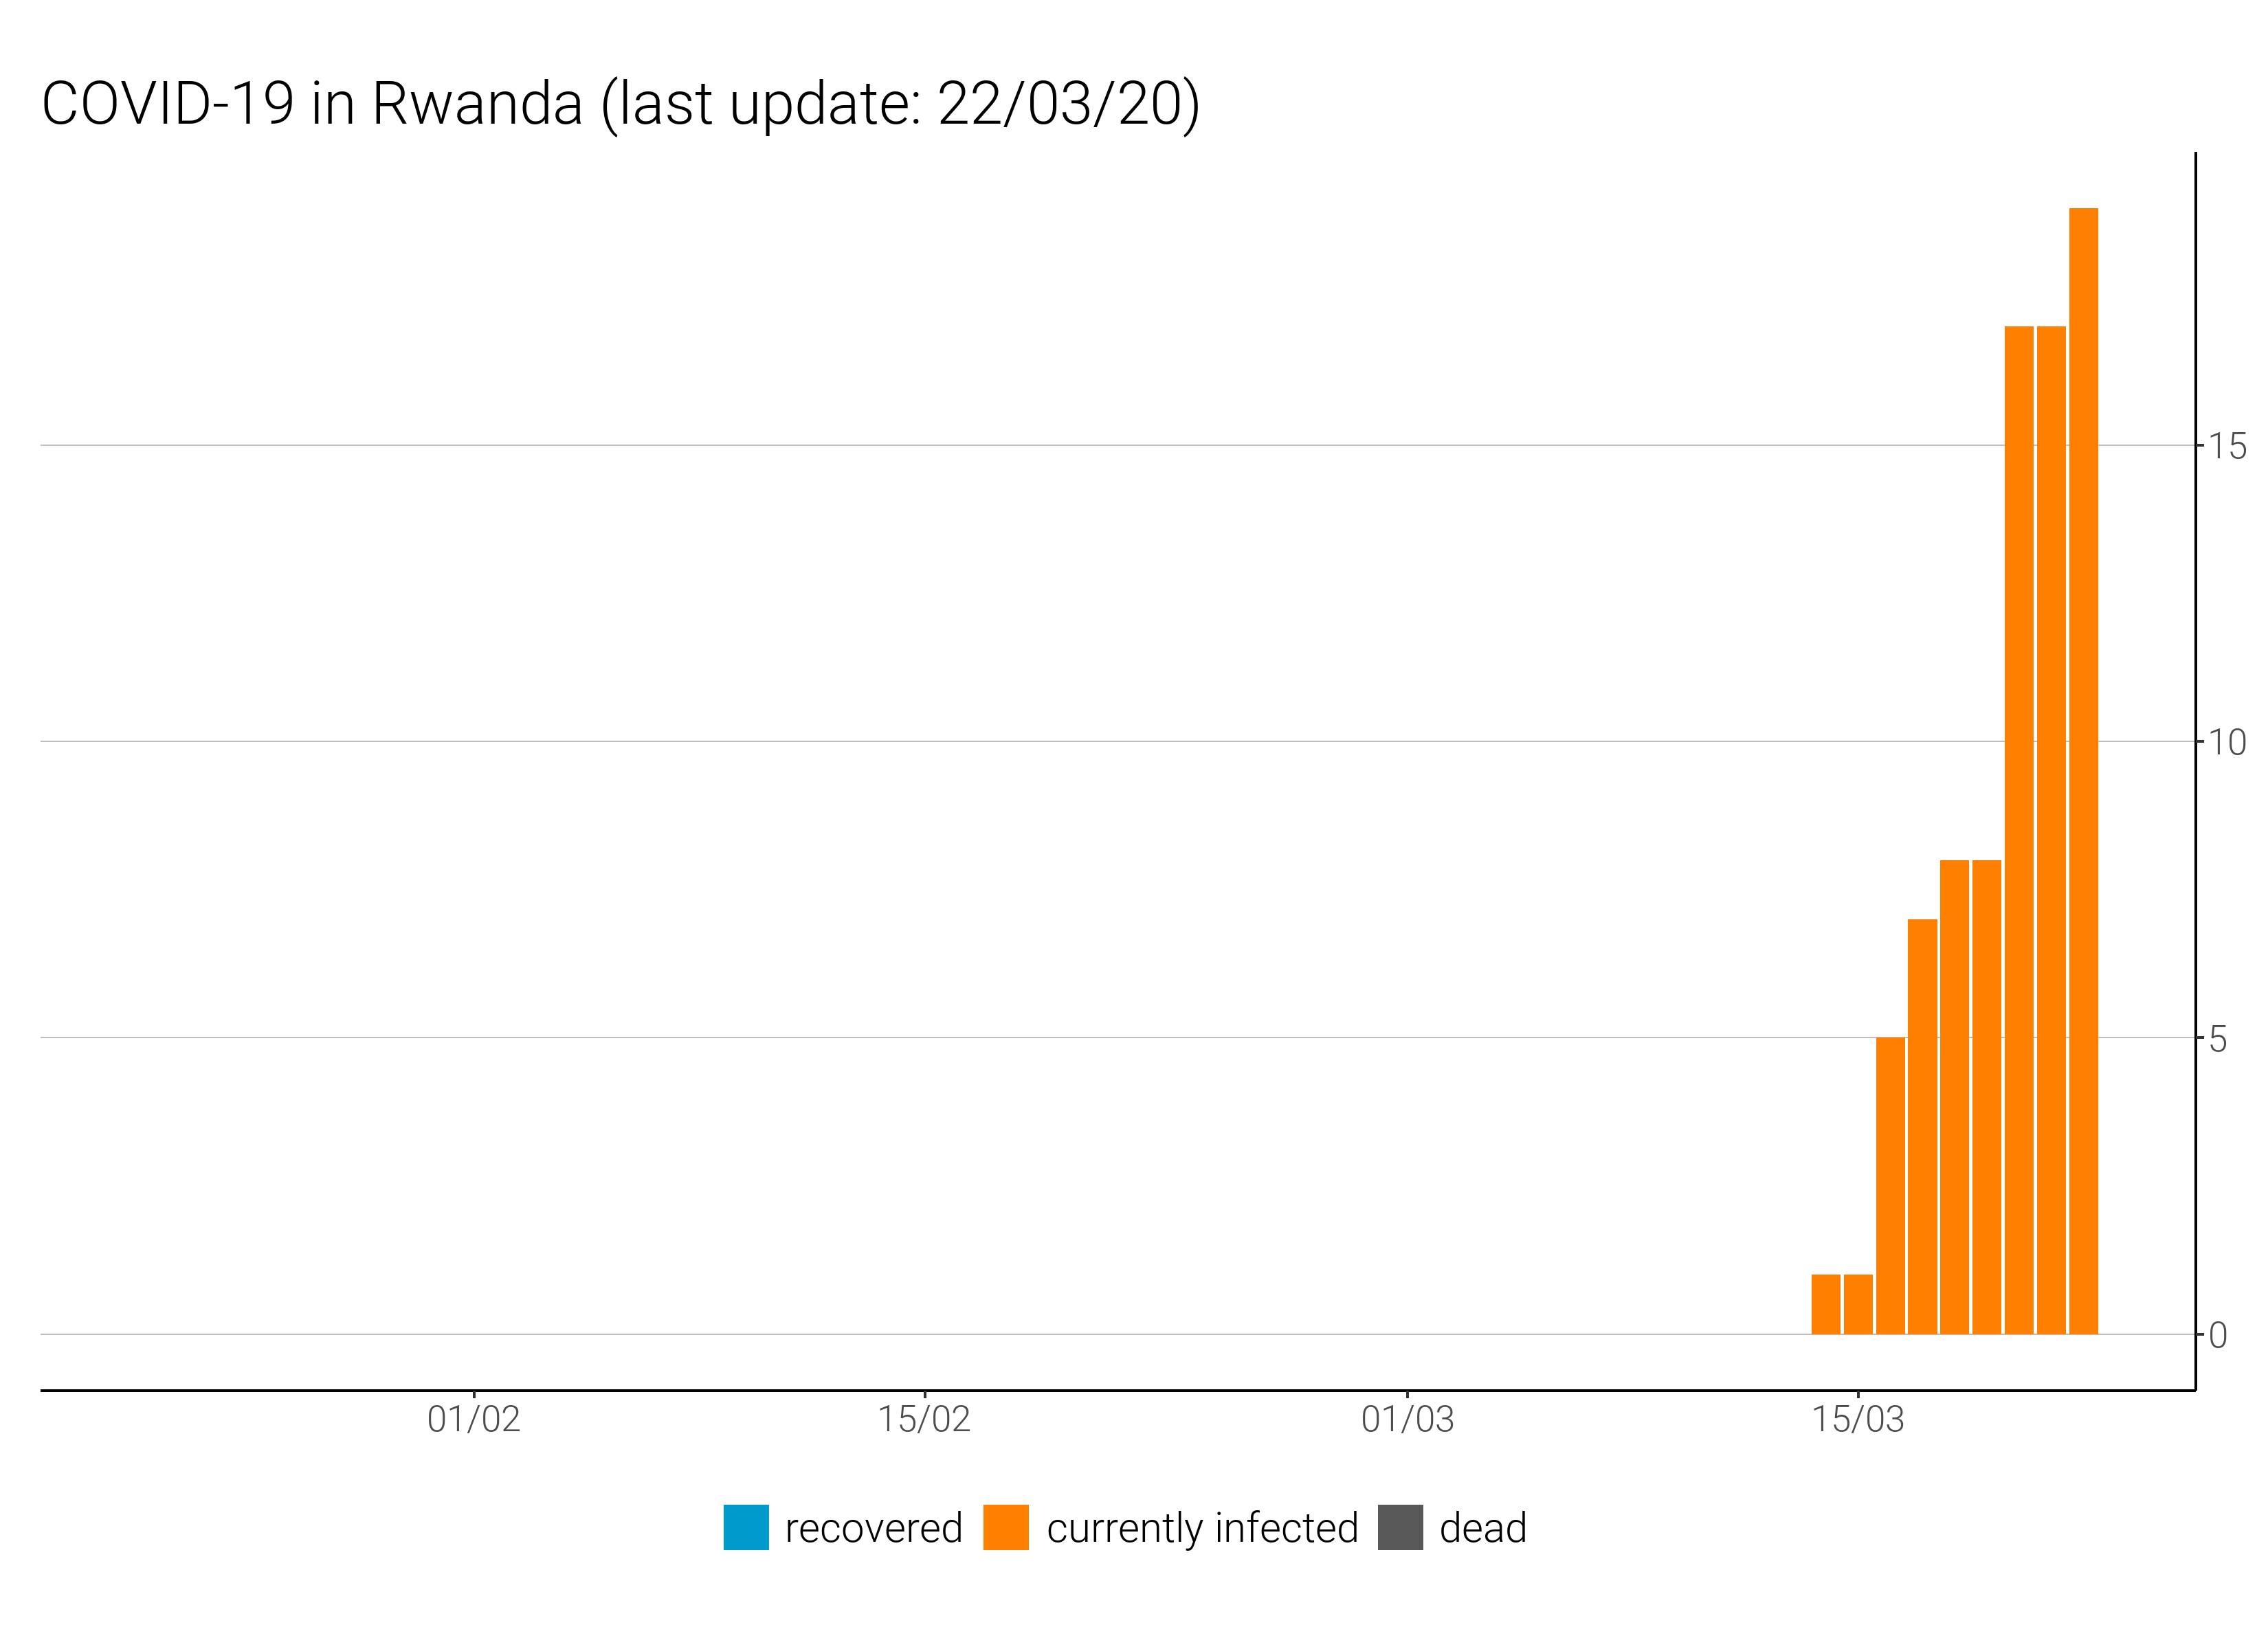 COVID-19 in Rwanda (last update: 22/03/20)
15
10
5
0
01/02 15/02 01/03 15/03
recovered currently infected dead